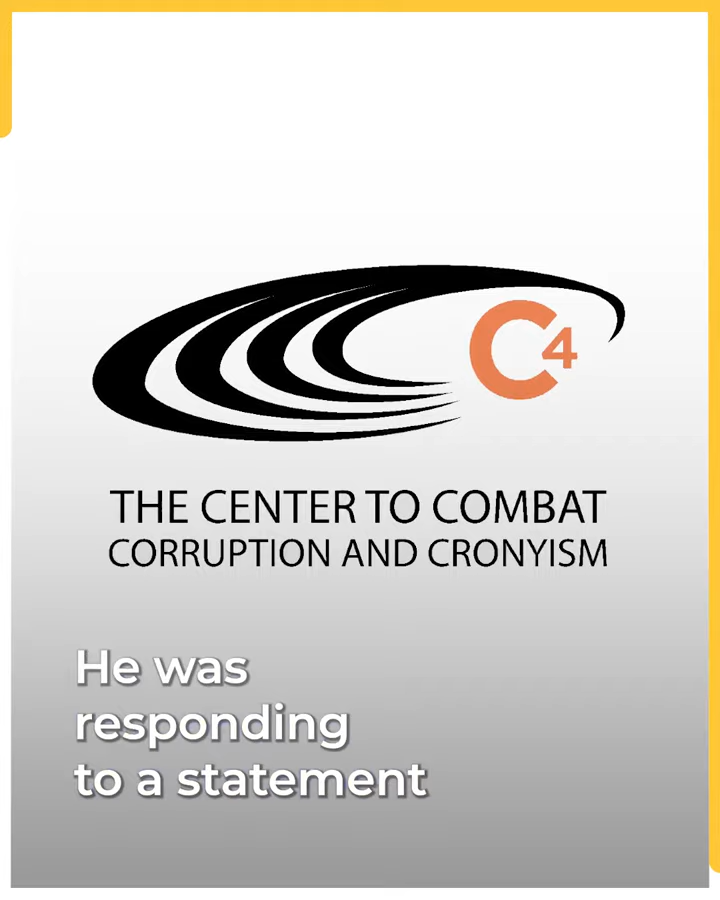 C4
THE CENTER TO COMBAT
CORRUPTION AND CRONYISM
He was
responding
to a statement